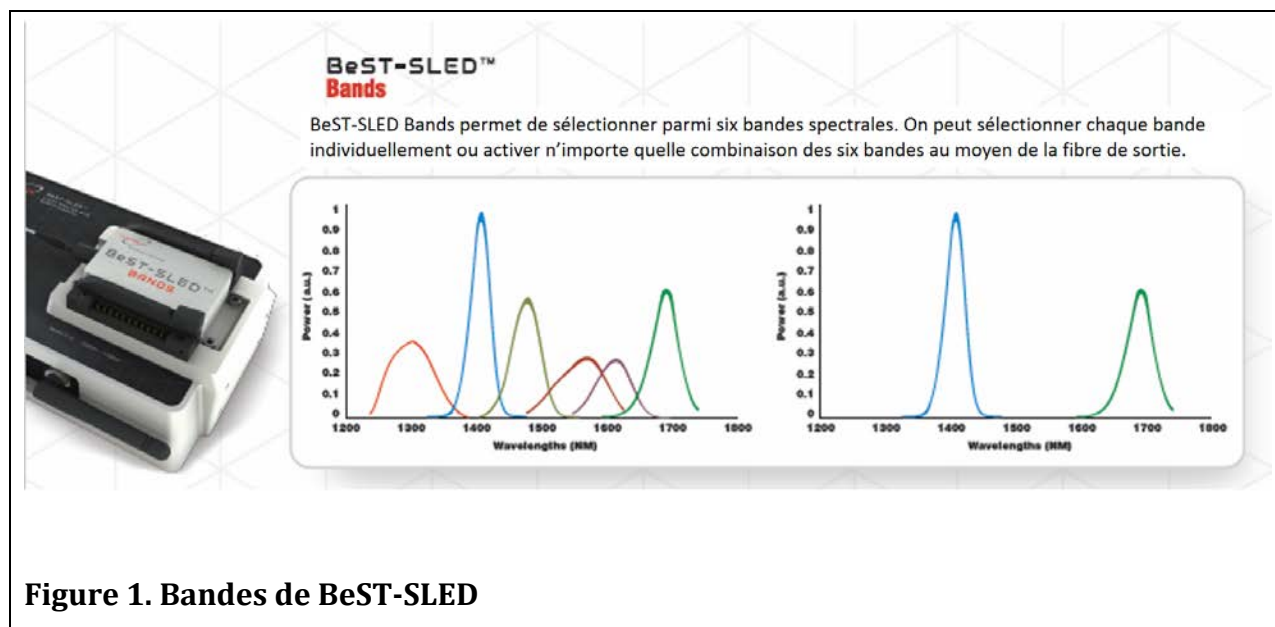 BeST-SLED™
Bands
BeST-SLED Bands permet de sélectionner parmi six bandes spectrales. On peut sélectionner chaque bande
individuellement ou activer n'importe quelle combinaison des six bandes au moyen de la fibre de sortie.
BeST-SLED™
BANDS
Power (a.u.)
1
0.9
0.8
0.7
0.6
0.5
0.4
0.3
0.2
0.1
0
1200 1300 1400 1500 1600 1700 1800
Wavelengths (NM)
Power (a.u.)
1
0.9
0.8
0.7
0.6
0.5
0.4
0.3
0.2
0.1
0
1200 1300 1400 1500 1600 1700 1800
Wavelengths (NM)
Figure 1. Bandes de BeST-SLED